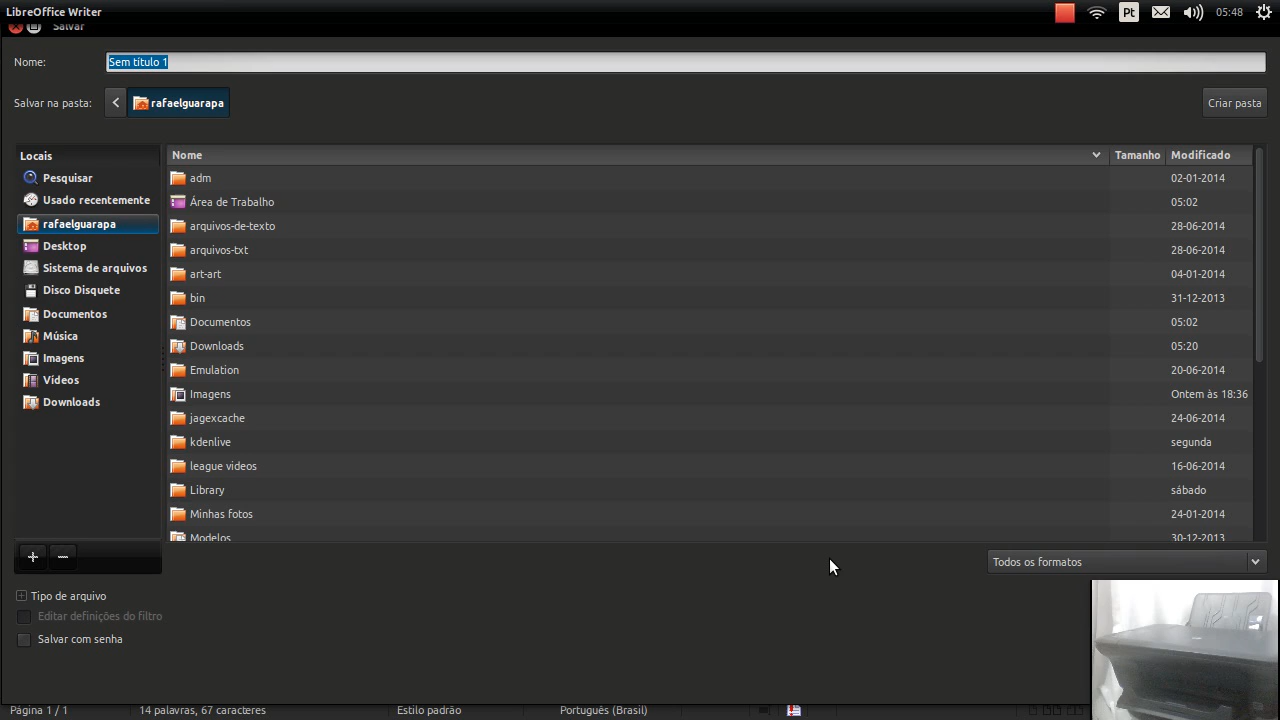 LibreOffice Writer
Pt
05:48
Salvar
Nome:
Sem título 1
Salvar na pasta:
rafaelguarapa
Criar pasta
Locais
Nome
Tamanho
Modificado
Pesquisar
adm
02-01-2014
Usado recentemente
Área de Trabalho
05:02
rafaelguarapa
arquivos-de-texto
28-06-2014
Desktop
arquivos-txt
28-06-2014
Sistema de arquivos
art-art
04-01-2014
Disco Disquete
bin
31-12-2013
Documentos
Documentos
05:02
Música
Downloads
05:20
Imagens
Emulation
20-06-2014
Vídeos
Imagens
Ontem às 18:36
Downloads
jagexcache
24-06-2014
kdenlive
segunda
league videos
16-06-2014
Library
sábado
Minhas fotos
24-01-2014
Modelos
30-12-2013
Todos os formatos
Tipo de arquivo
Editar definições do filtro
Salvar com senha
Página 1 / 1
14 palavras, 67 caracteres
Estilo padrão
Português (Brasil)